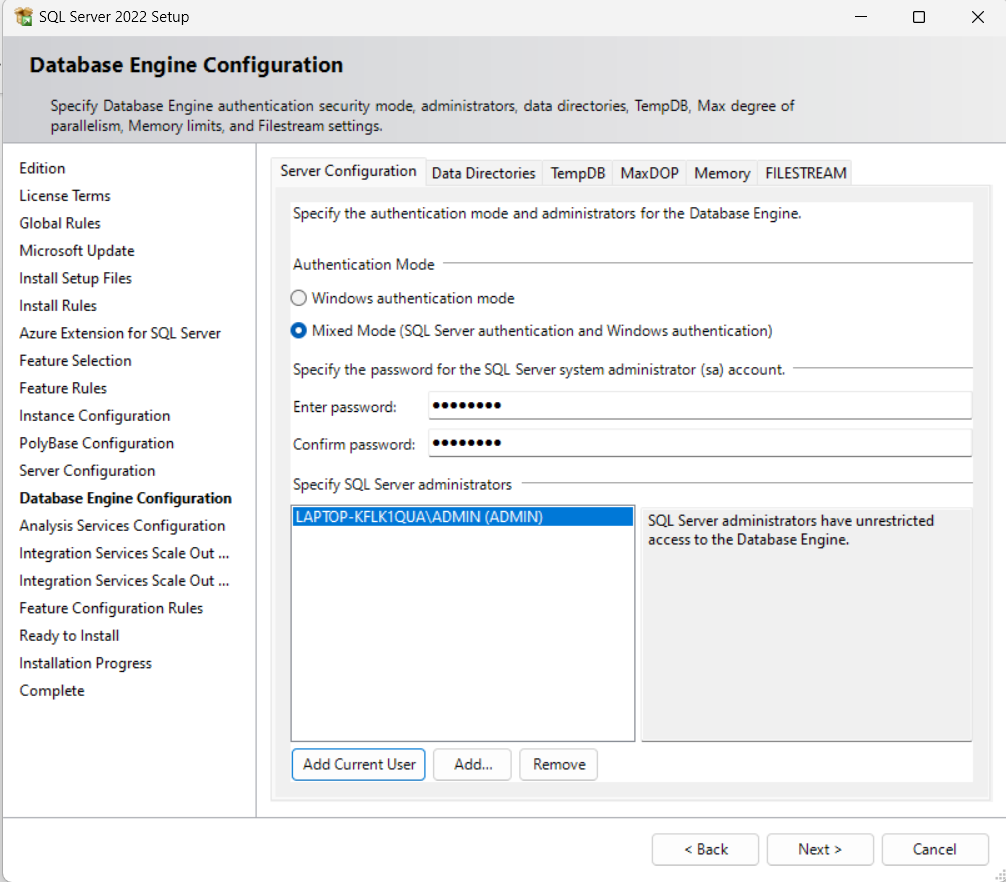 SQL Server 2022 Setup
Database Engine Configuration
Specify Database Engine authentication security mode, administrators, data directories, TempDB, Max degree of
parallelism, Memory limits, and Filestream settings.
Edition
License Terms
Global Rules
Microsoft Update
Install Setup Files
Install Rules
Azure Extension for SQL Server
Feature Selection
Feature Rules
Instance Configuration
PolyBase Configuration
Server Configuration
Database Engine Configuration
Analysis Services Configuration
Integration Services Scale Out ...
Integration Services Scale Out ...
Feature Configuration Rules
Ready to Install
Installation Progress
Complete
Server Configuration Data Directories TempDB MaxDOP Memory FILESTREAM
Specify the authentication mode and administrators for the Database Engine.
Authentication Mode
Windows authentication mode
Mixed Mode (SQL Server authentication and Windows authentication)
Specify the password for the SQL Server system administrator (sa) account.
Enter password: ●●●●●●●●
Confirm password: ●●●●●●●●
Specify SQL Server administrators
LAPTOP-KFLK1QUA\ADMIN (ADMIN)
SQL Server administrators have unrestricted
access to the Database Engine.
Add Current User Add... Remove
< Back Next > Cancel